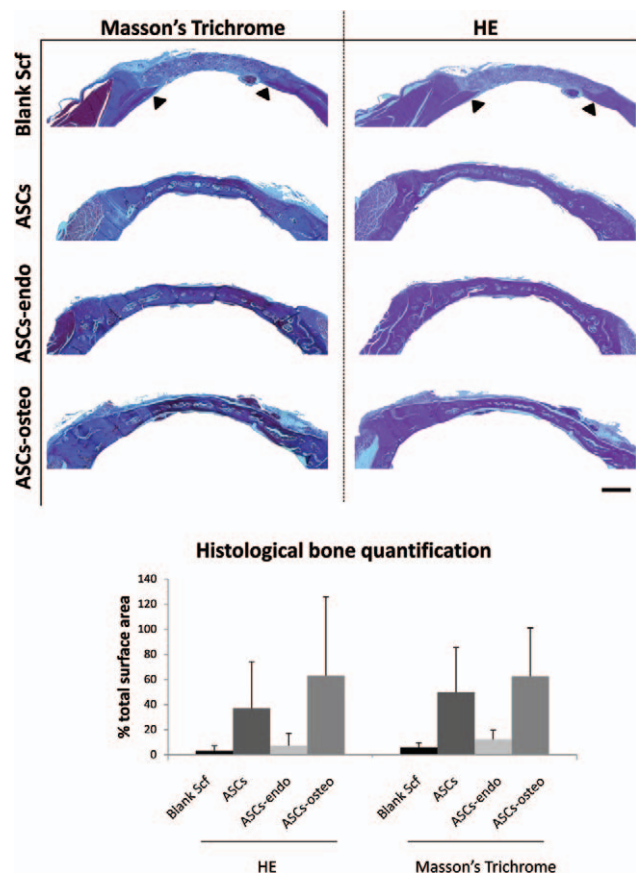 Masson's Trichrome
HE
Blank Scf
ASCs
ASCs-endo
ASCs-osteo
Histological bone quantification
% total surface area
140
120
100
80
60
40
20
0
Blank Scf
ASCs
ASCs-endo
ASCs-osteo
Blank Scf
ASCs
ASCs-endo
ASCs-osteo
HE
Masson's Trichrome